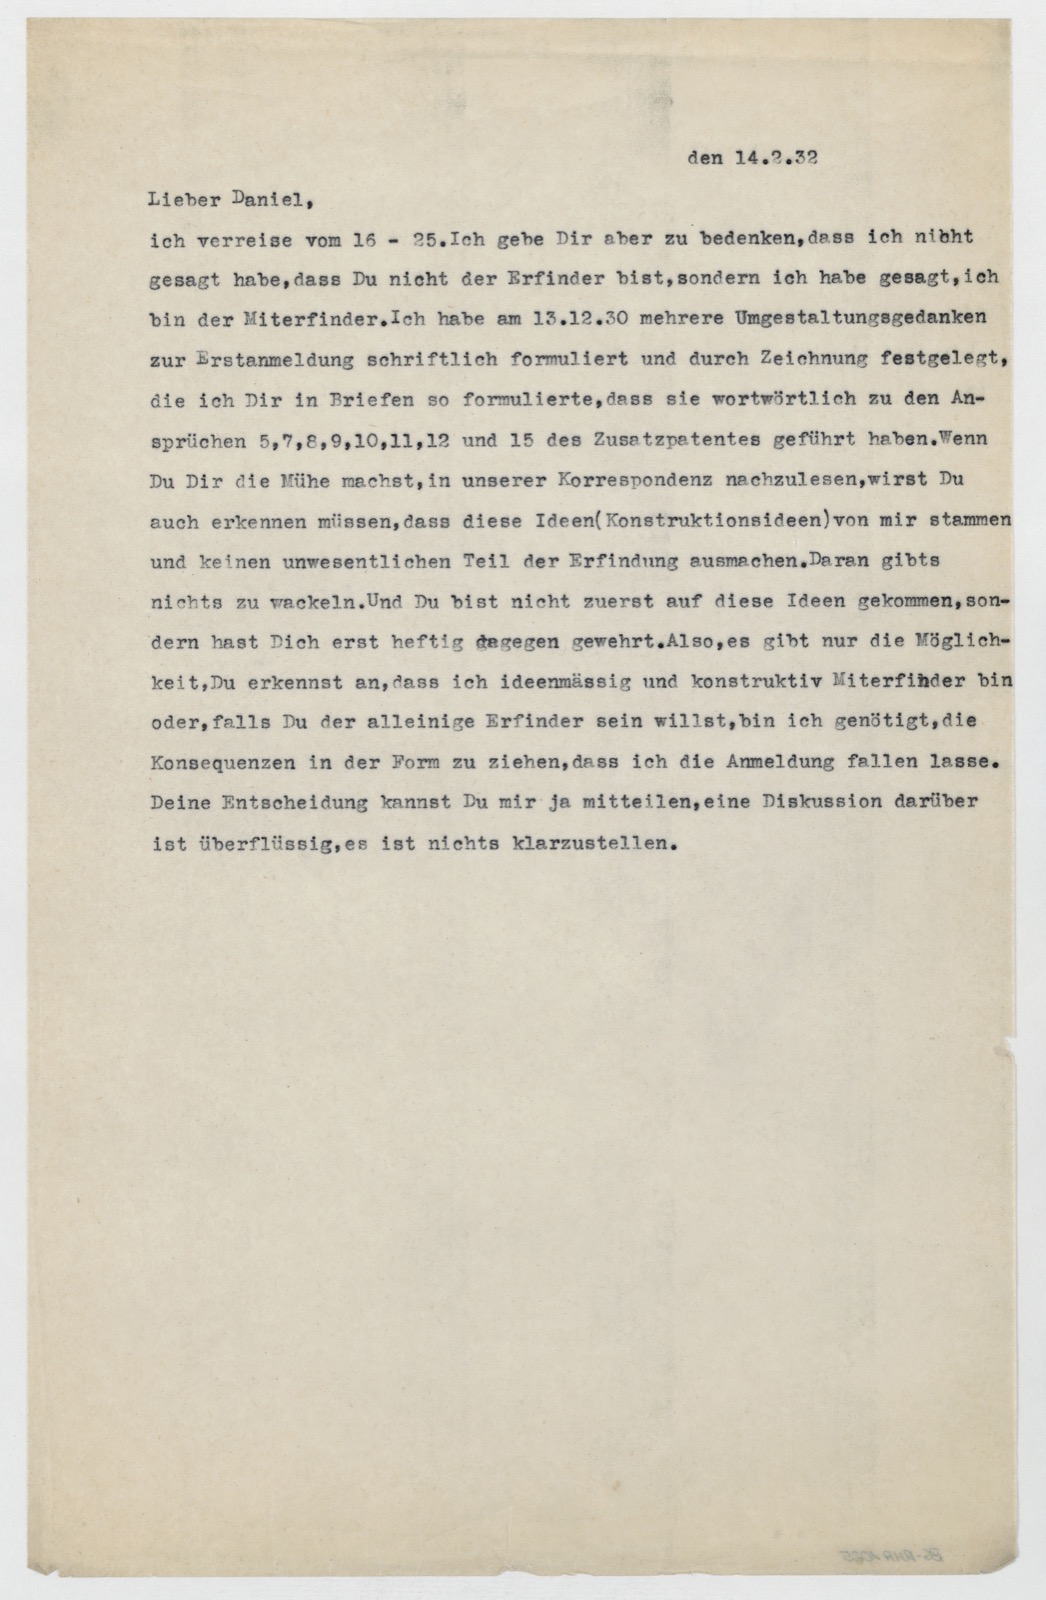 den 14.2.32
Lieber Daniel,
ich verreise vom 16 - 25.Ich gebe Dir aber zu bedenken,dass ich nicht
gesagt habe,dass Du nicht der Erfinder bist,sondern ich habe gesagt,ich
bin der Miterfinder.Ich habe am 13.12.30 mehrere Umgestaltungsgedanken
zur Erstanmeldung schriftlich formuliert und durch Zeichnung festgelegt,
die ich Dir in Briefen so formulierte,dass sie wortwörtlich zu den An-
sprüchen 5,7,8,9,10,11,12 und 15 des Zusatzpatentes geführt haben.Wenn
Du Dir die Mühe machst,in unserer Korrespondenz nachzulesen,wirst Du
auch erkennen müssen,dass diese Ideen(Konstruktionsideen)von mir stammen
und keinen unwesentlichen Teil der Erfindung ausmachen.Daran gibts
nichts zu wackeln.Und Du bist nicht zuerst auf diese Ideen gekommen,son-
dern hast Dich erst heftig dagegen gewehrt.Also,es gibt nur die Möglich-
keit,Du erkennst an,dass ich ideenmässig und konstruktiv Miterfinder bin
oder,falls Du der alleinige Erfinder sein willst,bin ich genötigt,die
Konsequenzen in der Form zu ziehen,dass ich die Anmeldung fallen lasse.
Deine Entscheidung kannst Du mir ja mitteilen,eine Diskussion darüber
ist überflüssig,es ist nichts klarzustellen.